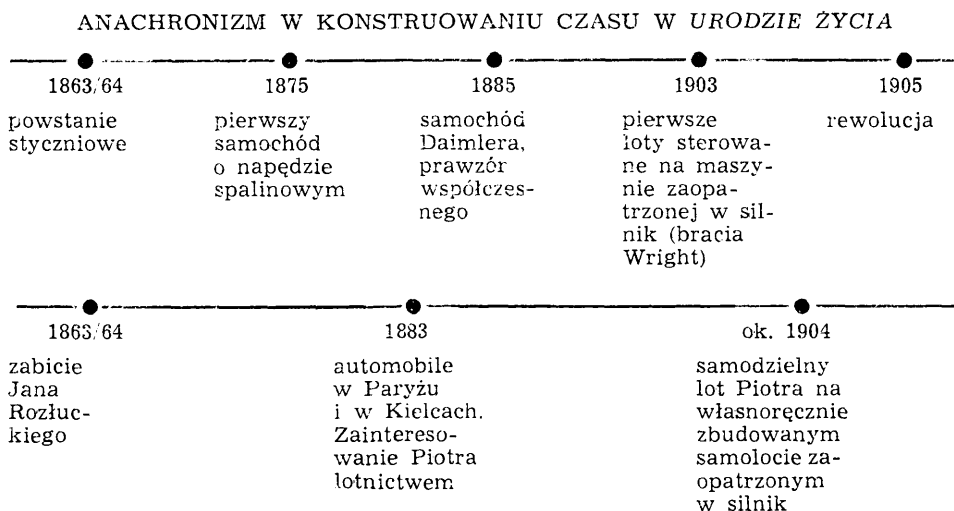 ANACHRONIZM W KONSTRUOWANIU CZASU W URODZIE ŻYCIA
1863/64
powstanie
styczniowe
1875
pierwszy
samochód
o napędzie
spalinowym
1885
samochód
Daimlera,
prawzór
współczes-
nego
1903
pierwsze
loty sterowa-
ne na maszy-
nie zaopa-
trzonej w sil-
nik (bracia
Wright)
1905
rewolucja
1863/64
zabicie
Jana
Rozłuc-
kiego
1883
automobile
w Paryżu
i w Kielcach.
Zaintereso-
wanie Piotra
lotnictwem
ok. 1904
samodzielny
lot Piotra na
własnoręcznie
zbudowanym
samolocie za-
opatrzonym
w silnik